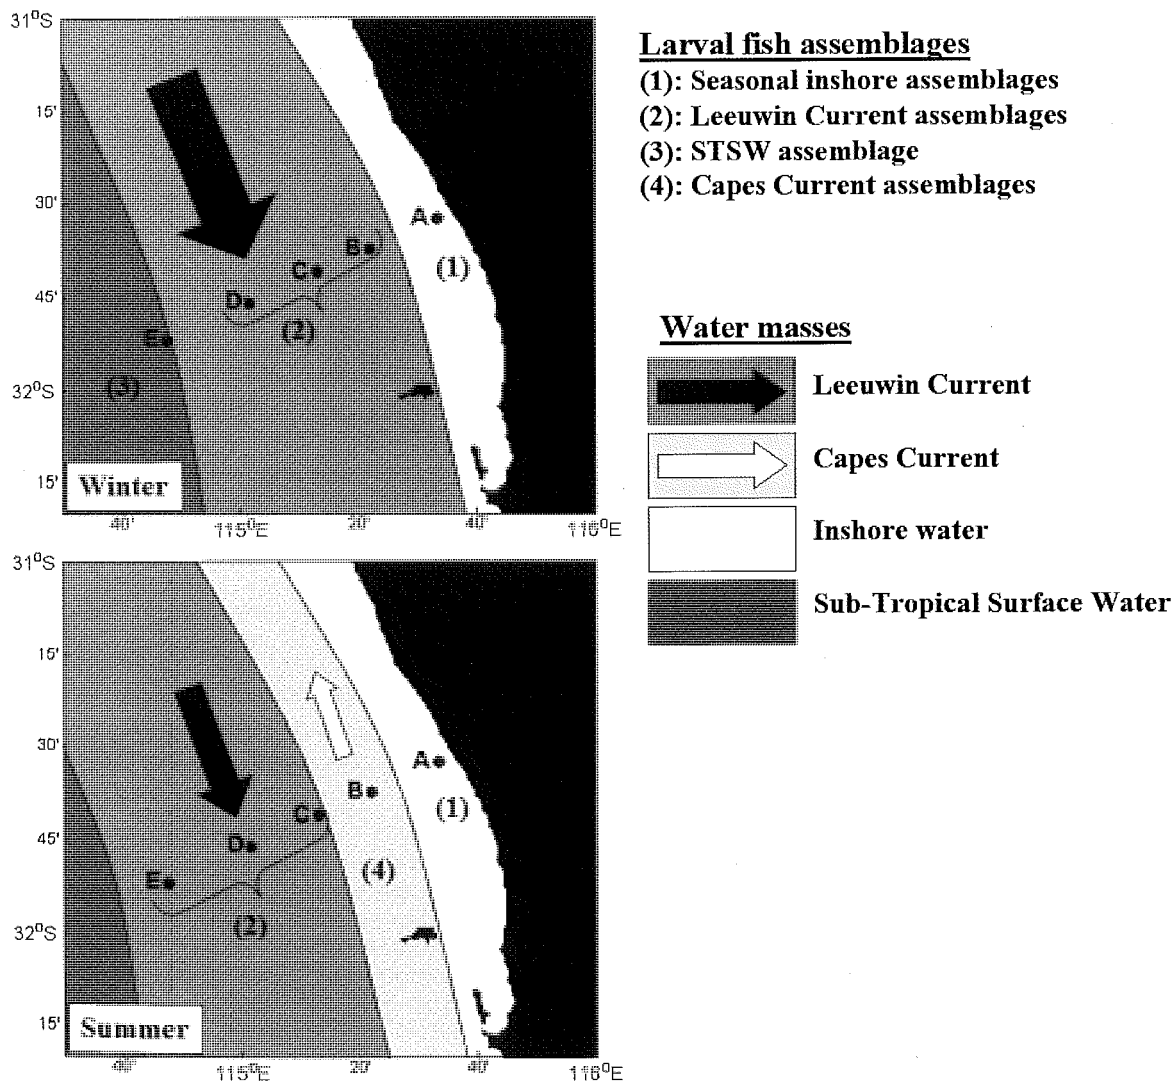 31°S
15'
30'
45'
32°S
15'
A
B
C
D
E
(1)
(2)
(3)
Winter
40'
115°E
20'
40'
116°E
31°S
15'
30'
45'
32°S
15'
A
B
C
D
E
(1)
(4)
(2)
Summer
40'
115°E
20'
40'
116°E
Larval fish assemblages
(1): Seasonal inshore assemblages
(2): Leeuwin Current assemblages
(3): STSW assemblage
(4): Capes Current assemblages
Water masses
Leeuwin Current
Capes Current
Inshore water
Sub-Tropical Surface Water